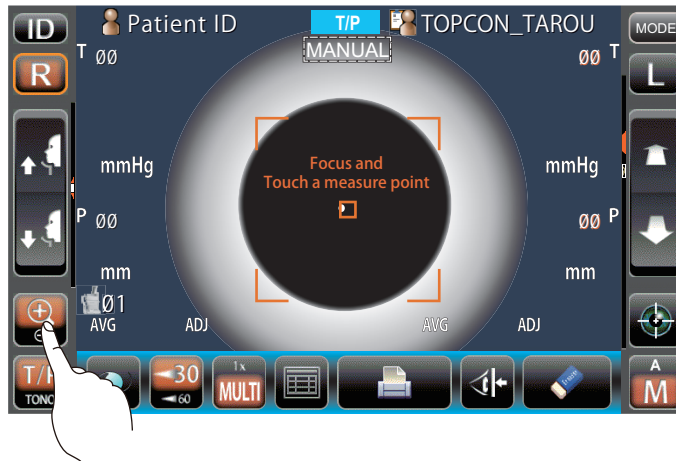 ID
Patient ID
T/P
TOPCON_TAROU
MODE
MANUAL
R
T
00
00
T
L
Focus and
Touch a measure point
mmHg
mmHg
P
00
00
P
mm
mm
01
AVG
ADJ
AVG
ADJ
T/P
TONO
30
60
1x
MULTI
A
M